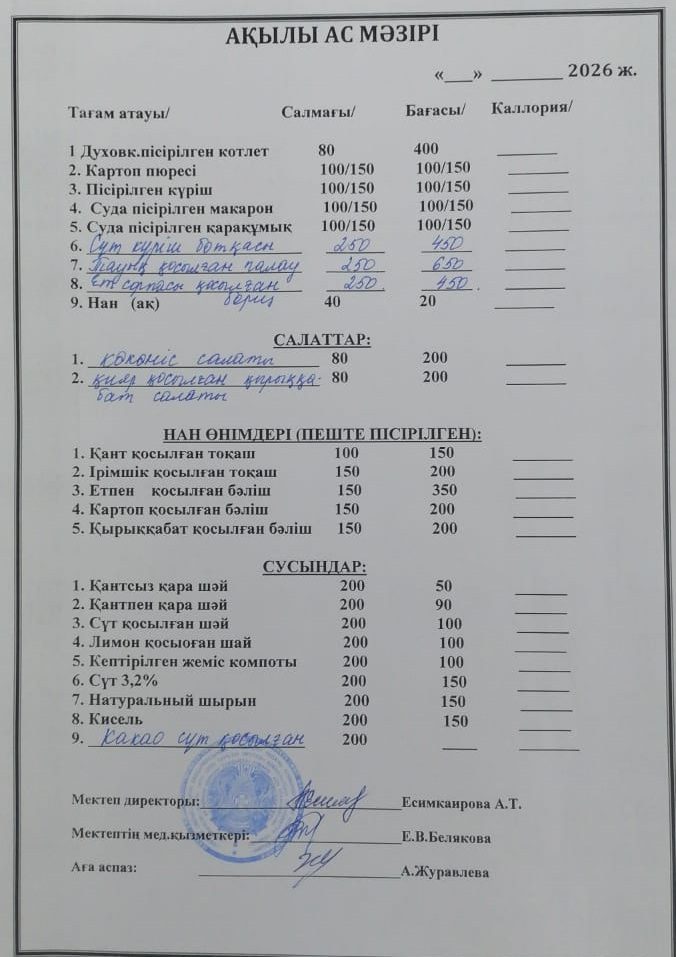 АҚЫЛЫ АС МӘЗІРІ
«___» ________ 2026 ж.
Тағам атауы/ Салмағы/ Бағасы/ Каллория/
1 Духовк.пісірілген котлет 80 400
2. Картоп пюресі 100/150 100/150
3. Пісірілген күріш 100/150 100/150
4. Суда пісірілген макарон 100/150 100/150
5. Суда пісірілген қарақұмық 100/150 100/150
6. Сүт күріш ботқасы 250 450
7. Тауық қосылған палау 250 650
8. Ет сорпасы қосылған 250 450
борщ
9. Нан (ақ) 40 20
САЛАТТАР:
1. көкөніс салаты 80 200
2. қияр қосылған қырыққа- 80 200
бат салаты
НАН ӨНІМДЕРІ (ПЕШТЕ ПІСІРІЛГЕН):
1. Қант қосылған тоқаш 100 150
2. Ірімшік қосылған тоқаш 150 200
3. Етпен қосылған бәліш 150 350
4. Картоп қосылған бәліш 150 200
5. Қырыққабат қосылған бәліш 150 200
СУСЫНДАР:
1. Қантсыз қара шәй 200 50
2. Қантпен қара шәй 200 90
3. Сүт қосылған шәй 200 100
4. Лимон қосыоған шай 200 100
5. Кептірілген жеміс компоты 200 100
6. Сүт 3,2% 200 150
7. Натуральный шырын 200 150
8. Кисель 200 150
9. Какао сүт қосылған 200
Мектеп директоры: Есимкаирова А.Т.
Мектептің мед.қызметкері: Е.В.Белякова
Аға аспаз: А.Журавлева